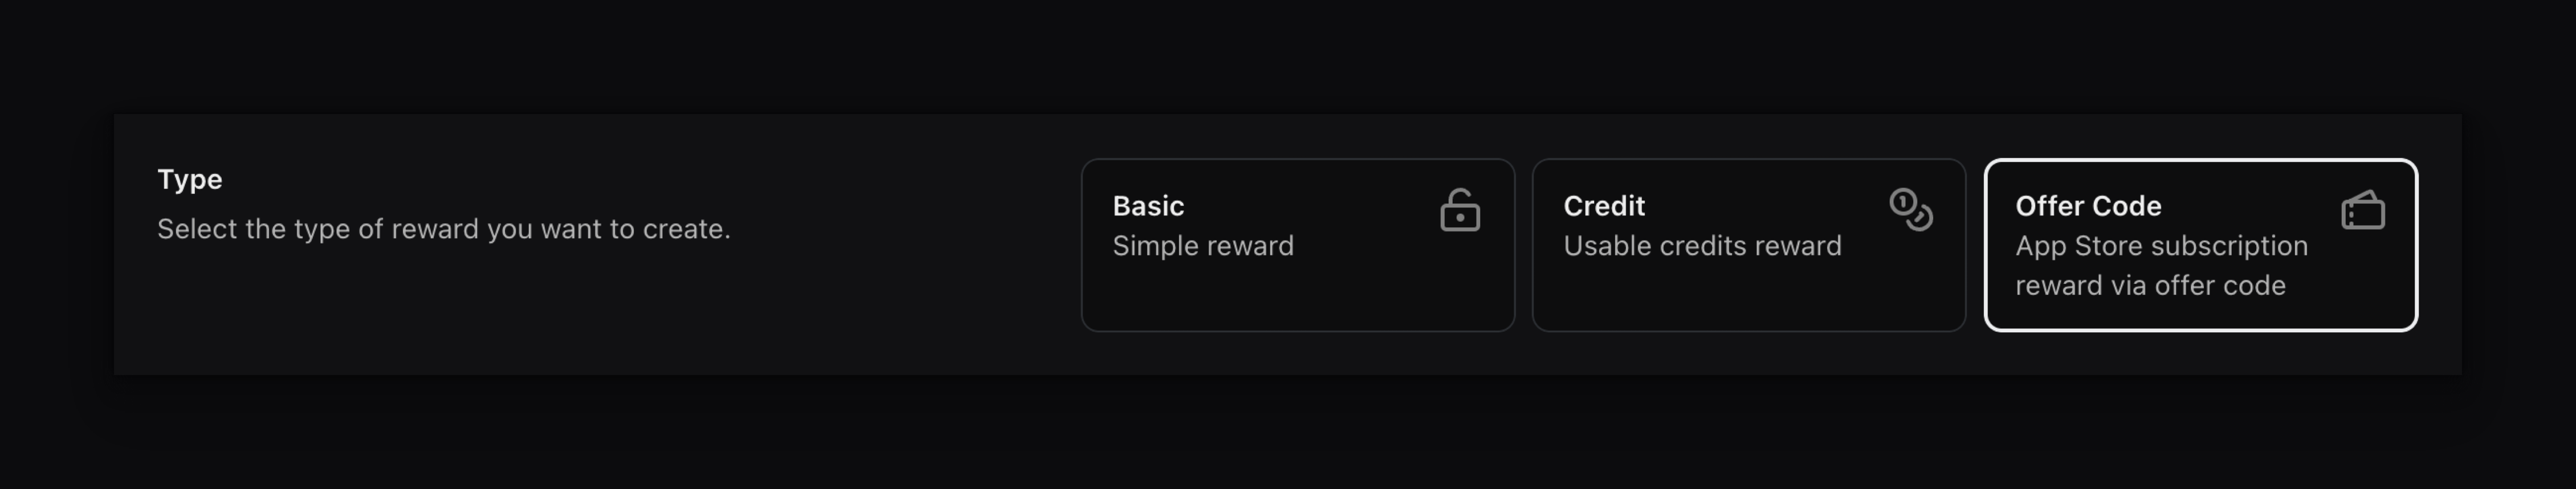 Type
Select the type of reward you want to create.
Basic
Simple reward
Credit
Usable credits reward
Offer Code
App Store subscription
reward via offer code